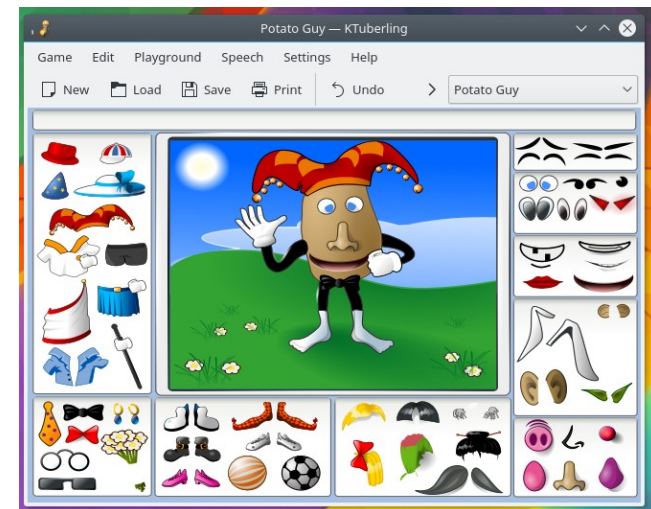 Potato Guy — KTuberling
Game Edit Playground Speech Settings Help
New Load Save Print Undo Potato Guy